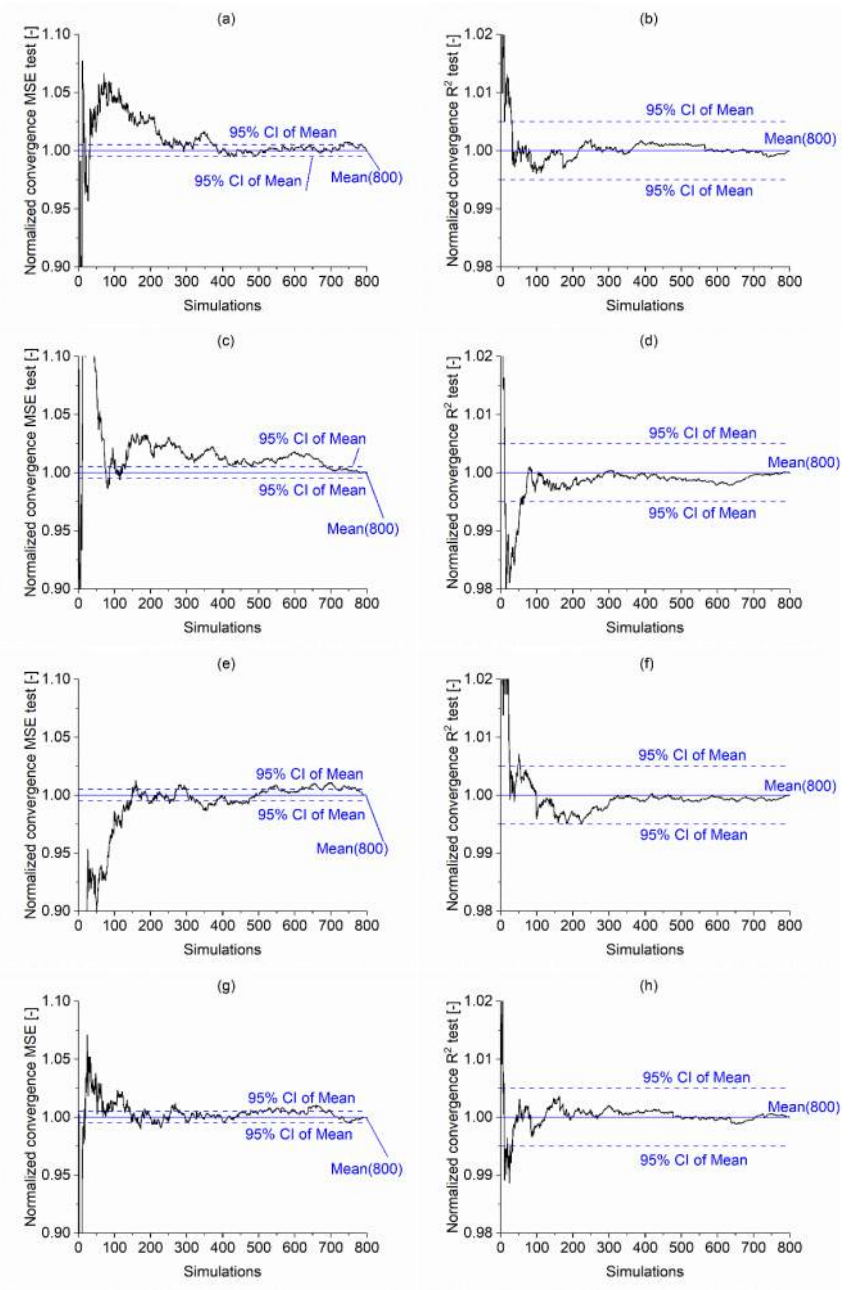 (a)
Normalized convergence MSE test [-]
1.10
1.05
1.00
0.95
0.90
95% CI of Mean
95% CI of Mean
Mean(800)
0 100 200 300 400 500 600 700 800
Simulations
(b)
Normalized convergence R² test [-]
1.02
1.01
1.00
0.99
0.98
95% CI of Mean
Mean(800)
95% CI of Mean
0 100 200 300 400 500 600 700 800
Simulations
(c)
Normalized convergence MSE test [-]
1.10
1.05
1.00
0.95
0.90
95% CI of Mean
95% CI of Mean
Mean(800)
0 100 200 300 400 500 600 700 800
Simulations
(d)
Normalized convergence R² test [-]
1.02
1.01
1.00
0.99
0.98
95% CI of Mean
Mean(800)
95% CI of Mean
0 100 200 300 400 500 600 700 800
Simulations
(e)
Normalized convergence MSE test [-]
1.10
1.05
1.00
0.95
0.90
95% CI of Mean
95% CI of Mean
Mean(800)
0 100 200 300 400 500 600 700 800
Simulations
(f)
Normalized convergence R² test [-]
1.02
1.01
1.00
0.99
0.98
95% CI of Mean
Mean(800)
95% CI of Mean
0 100 200 300 400 500 600 700 800
Simulations
(g)
Normalized convergence MSE [-]
1.10
1.05
1.00
0.95
0.90
95% CI of Mean
95% CI of Mean
Mean(800)
0 100 200 300 400 500 600 700 800
Simulations
(h)
Normalized convergence R² test [-]
1.02
1.01
1.00
0.99
0.98
95% CI of Mean
Mean(800)
95% CI of Mean
0 100 200 300 400 500 600 700 800
Simulations